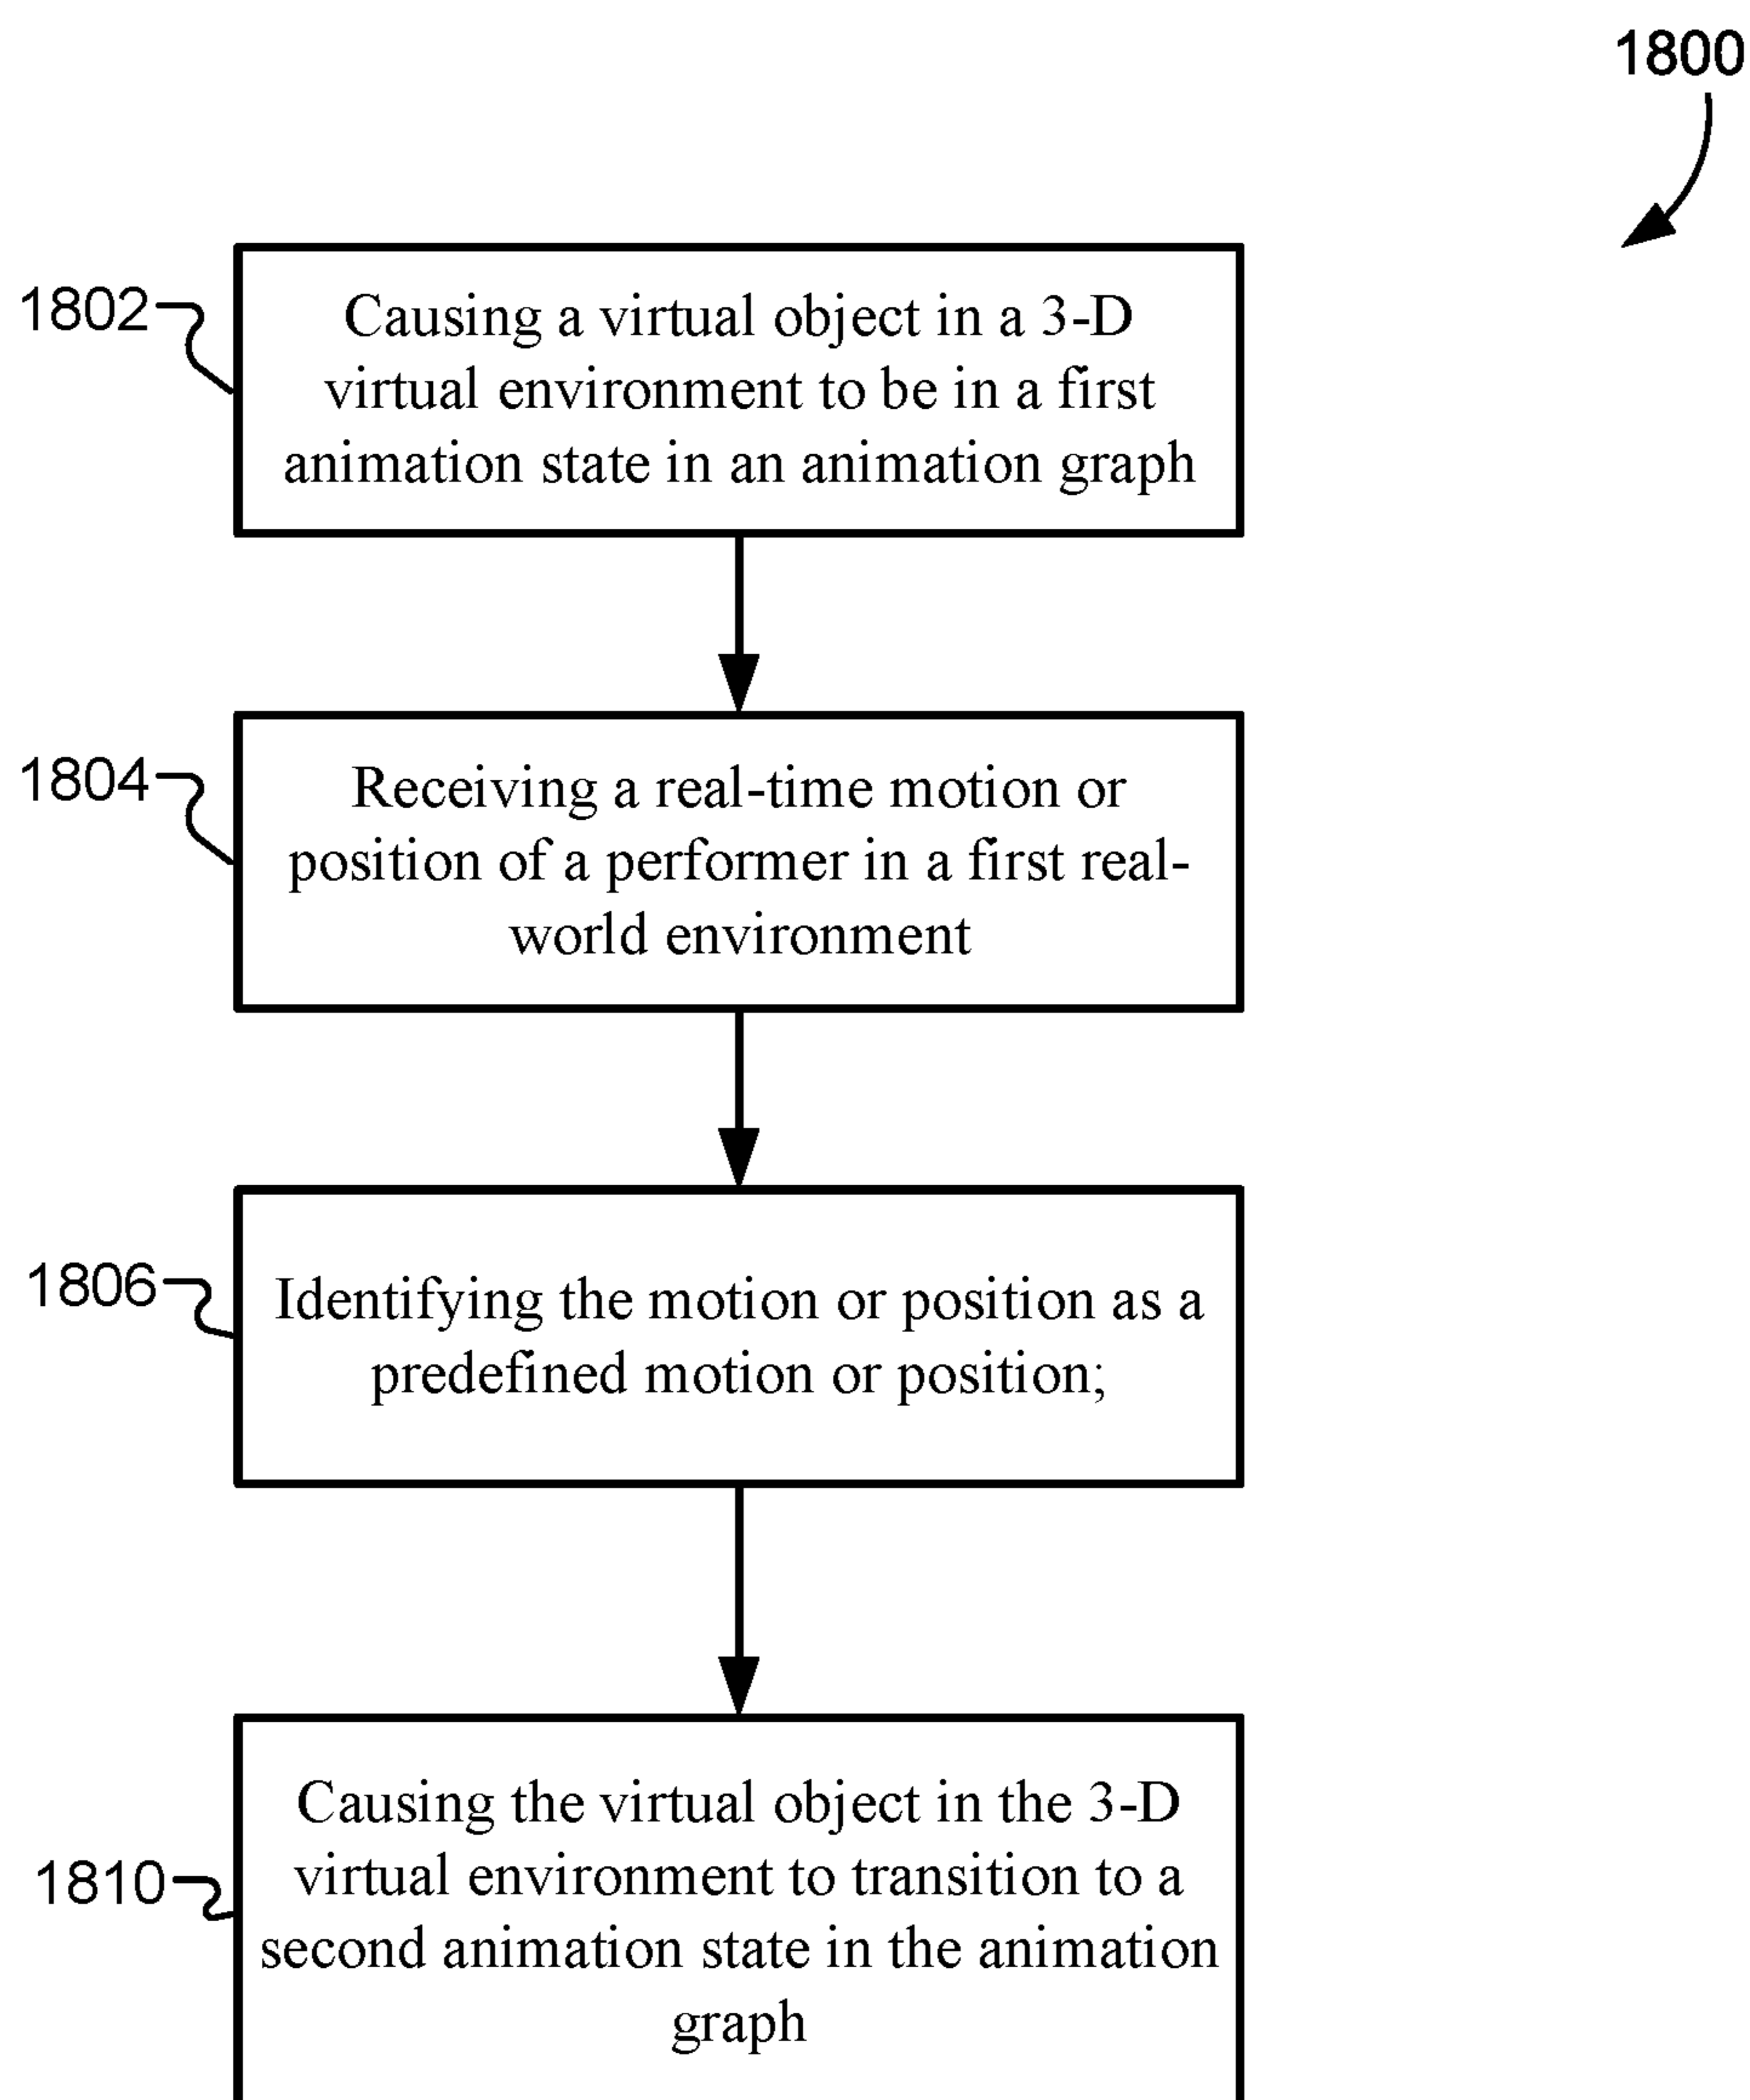 1800
1802
Causing a virtual object in a 3-D
virtual environment to be in a first
animation state in an animation graph
1804
Receiving a real-time motion or
position of a performer in a first real-
world environment
1806
Identifying the motion or position as a
predefined motion or position;
1810
Causing the virtual object in the 3-D
virtual environment to transition to a
second animation state in the animation
graph